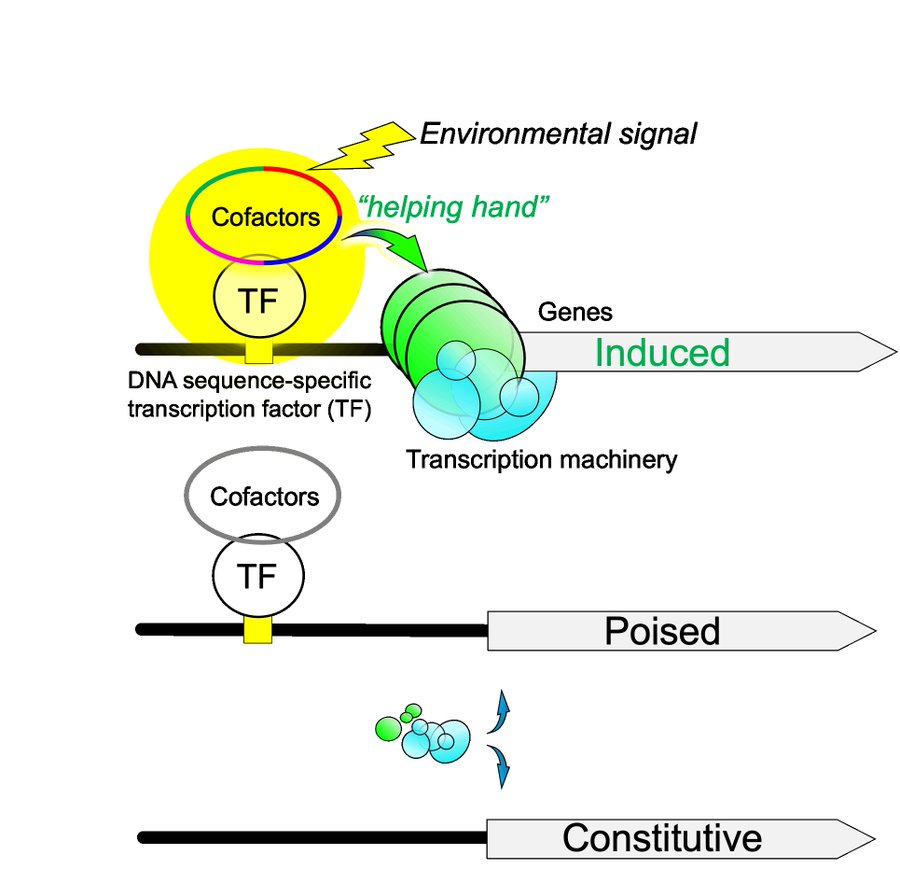 Environmental signal
Cofactors
“helping hand”
TF
Genes
Induced
DNA sequence-specific
transcription factor (TF)
Transcription machinery
Cofactors
TF
Poised
Constitutive